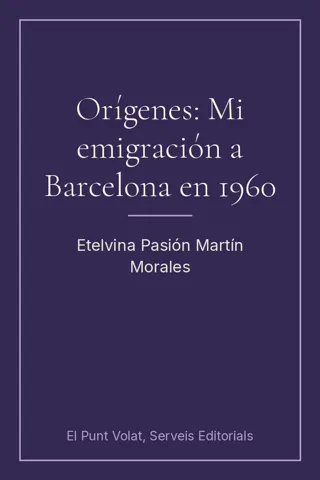 Orígenes: Mi
emigración a
Barcelona en 1960
Etelvina Pasión Martín
Morales
El Punt Volat, Serveis Editorials